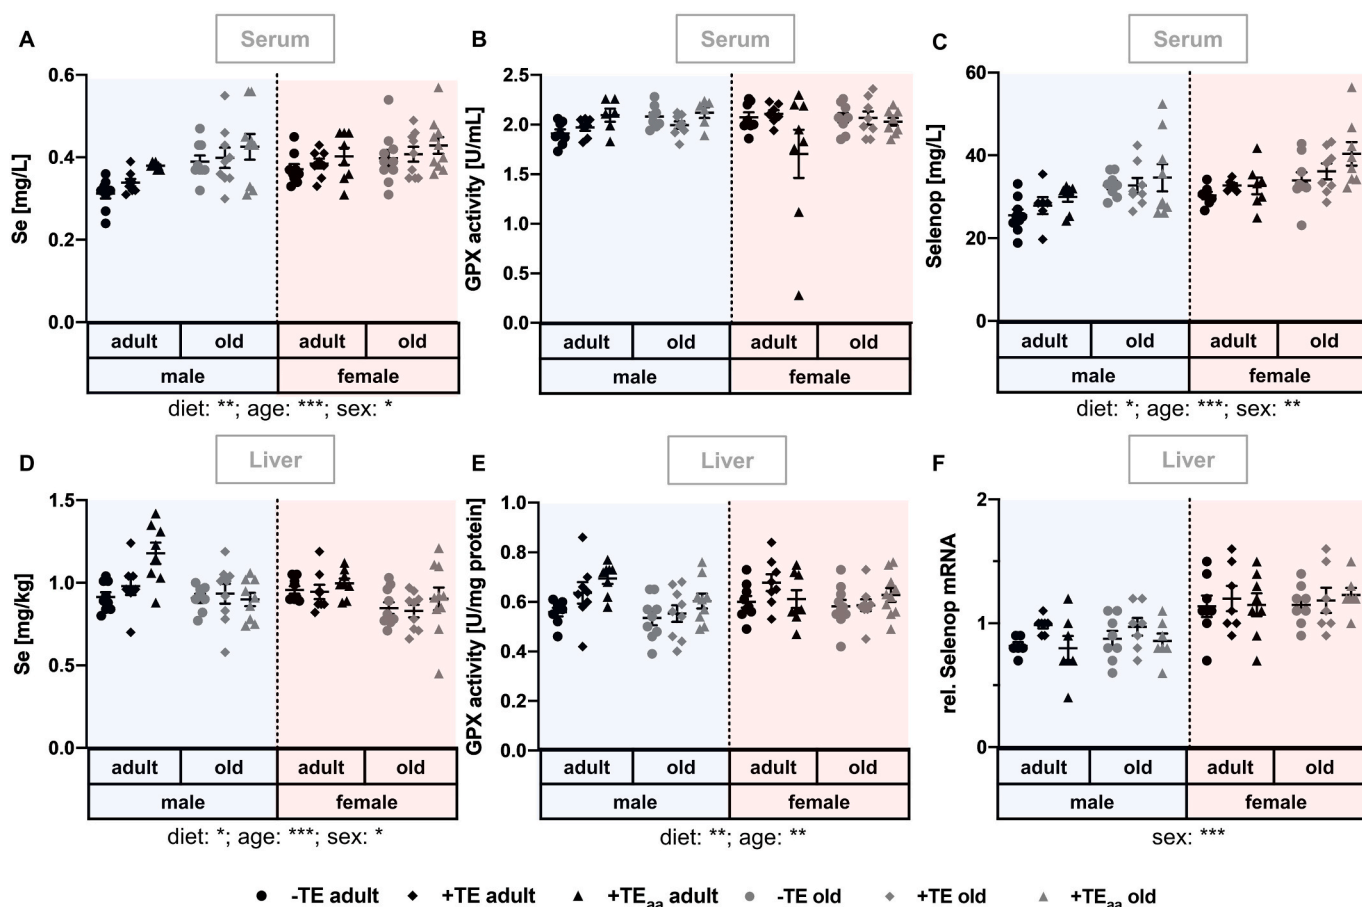 A
Serum
Se [mg/L]
0.6
0.4
0.2
0.0
adult old adult old
male female
diet: **; age: ***; sex: *
B
Serum
GPX activity [U/mL]
2.5
2.0
1.5
1.0
0.5
0.0
adult old adult old
male female
C
Serum
Selenop [mg/L]
60
40
20
0
adult old adult old
male female
diet: *; age: ***; sex: **
D
Liver
Se [mg/kg]
1.5
1.0
0.5
0.0
adult old adult old
male female
diet: *; age: ***; sex: *
E
Liver
GPX activity [U/mg protein]
1.0
0.8
0.6
0.4
0.2
0.0
adult old adult old
male female
diet: **; age: **
F
Liver
rel. Selenop mRNA
2
1
0
adult old adult old
male female
sex: ***
-TE adult +TE adult +TEaa adult -TE old +TE old +TEaa old